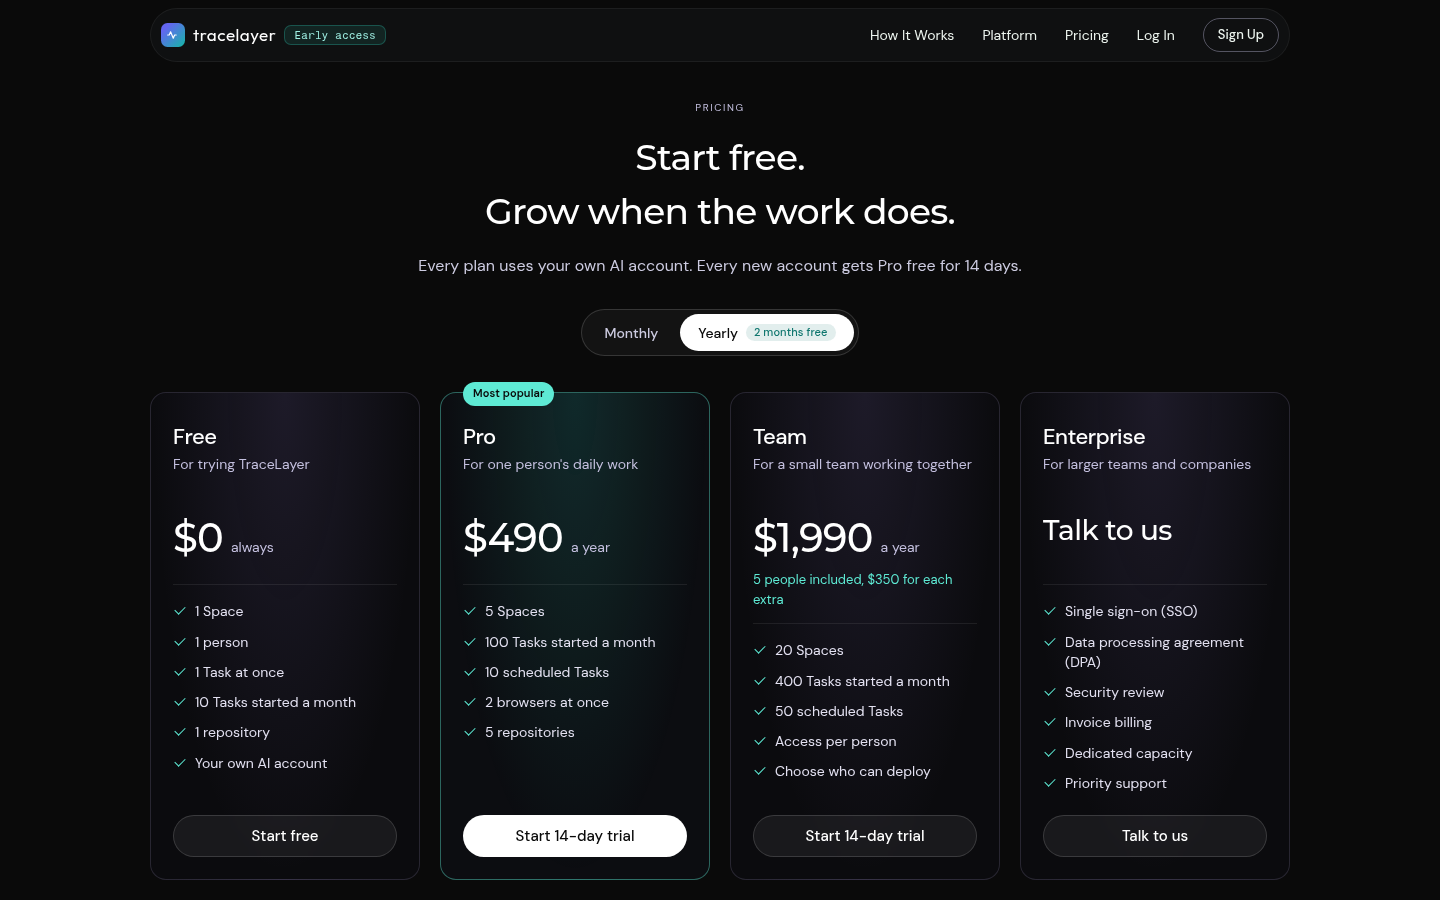 tracelayer
Early access
How It Works
Platform
Pricing
Log In
Sign Up
PRICING
Start free.
Grow when the work does.
Every plan uses your own AI account. Every new account gets Pro free for 14 days.
Monthly
Yearly
2 months free
Free
For trying TraceLayer
$0 always
1 Space
1 person
1 Task at once
10 Tasks started a month
1 repository
Your own AI account
Start free
Most popular
Pro
For one person's daily work
$490 a year
5 Spaces
100 Tasks started a month
10 scheduled Tasks
2 browsers at once
5 repositories
Start 14-day trial
Team
For a small team working together
$1,990 a year
5 people included, $350 for each
extra
20 Spaces
400 Tasks started a month
50 scheduled Tasks
Access per person
Choose who can deploy
Start 14-day trial
Enterprise
For larger teams and companies
Talk to us
Single sign-on (SSO)
Data processing agreement
(DPA)
Security review
Invoice billing
Dedicated capacity
Priority support
Talk to us